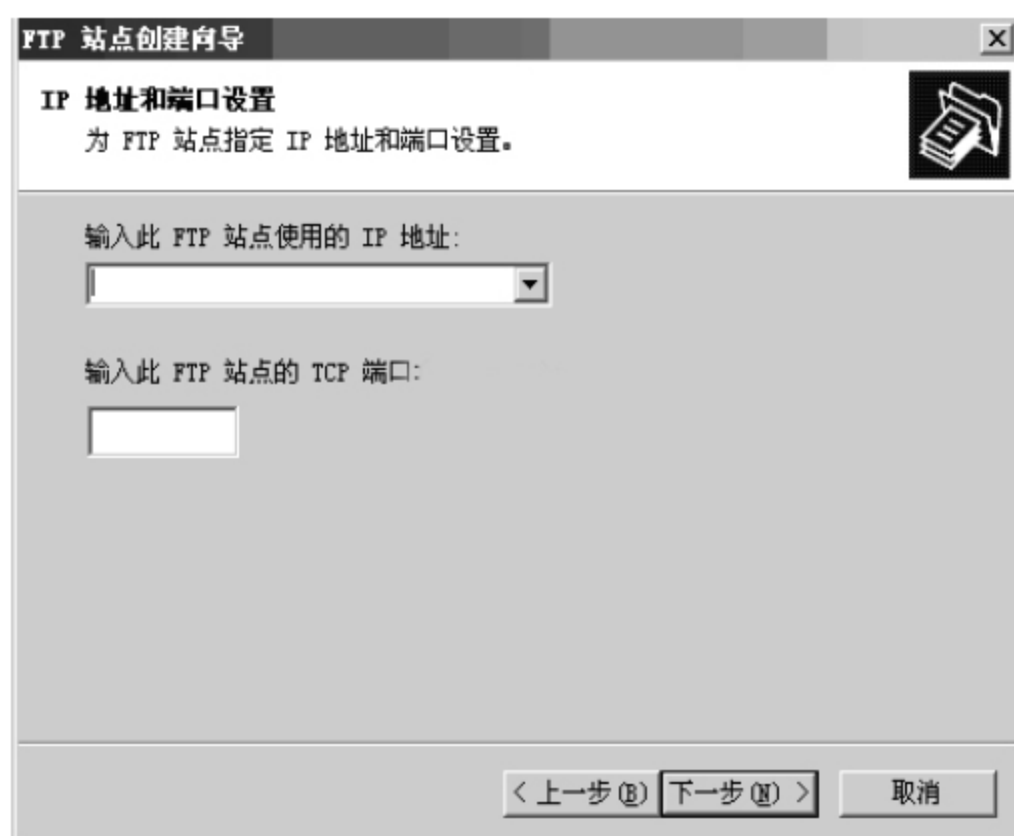 FTP 站点创建向导
IP 地址和端口设置
为 FTP 站点指定 IP 地址和端口设置。
输入此 FTP 站点使用的 IP 地址:
输入此 FTP 站点的 TCP 端口:
< 上一步(B) 下一步(N) > 取消